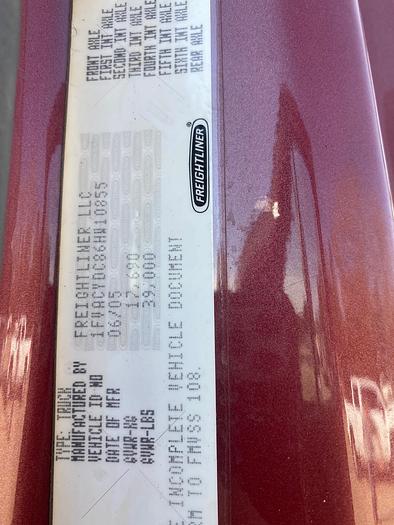 TYPE: TRUCK
MANUFACTURED BY FREIGHTLINER LLC
VEHICLE ID NO
DATE OF MFR 06/05
GVWR-KG 17,690
GVWR-LBS 39,000
E INCOMPLETE VEHICLE DOCUMENT
RM TO FMVSS 108.
FRONT AXLE
FIRST INT AXLE
SECOND INT AXLE
THIRD INT AXLE
FOURTH INT AXLE
FIFTH INT AXLE
SIXTH INT AXLE
REAR AXLE
FREIGHTLINER®